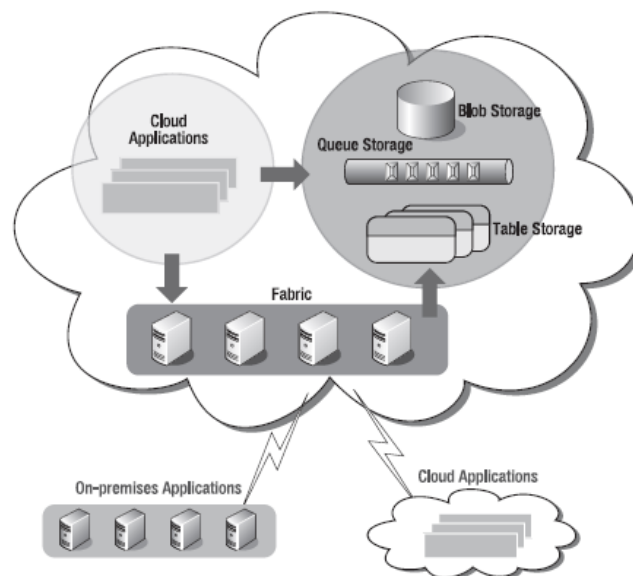 Cloud
Applications
Blob Storage
Queue Storage
Table Storage
Fabric
On-premises Applications
Cloud Applications